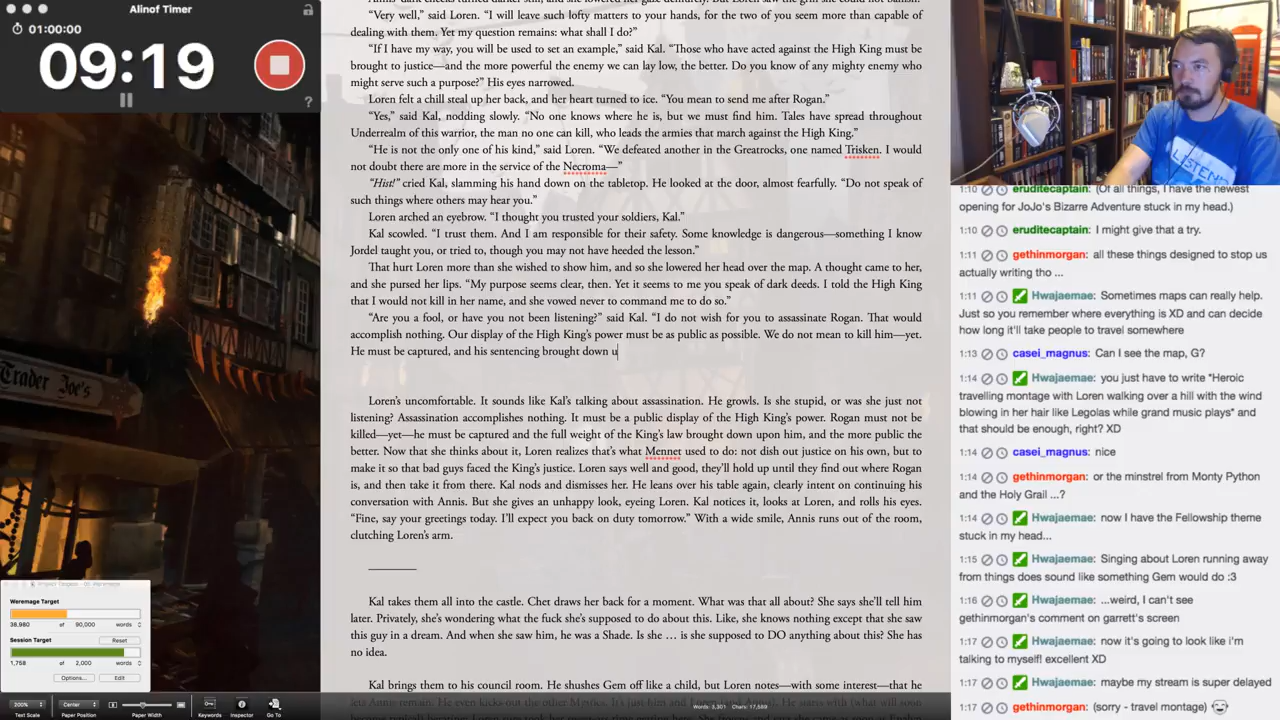 Alinof Timer
01:00:00
09:19
?
Trader Joe's
Weremage Target
38,980 of 90,000 words
Session Target
Reset
1,758 of 2,000 words
Options...
Edit
"Very well," said Loren. "I will leave such lofty matters to your hands, for the two of you seem more than capable of
dealing with them. Yet my question remains: what shall I do?"
"If I have my way, you will be used to set an example," said Kal. "Those who have acted against the High King must be
brought to justice—and the more powerful the enemy we can lay low, the better. Do you know of any mighty enemy who
might serve such a purpose?" His eyes narrowed.
Loren felt a chill steal up her back, and her heart turned to ice. "You mean to send me after Rogan."
"Yes," said Kal, nodding slowly. "No one knows where he is, but we must find him. Tales have spread throughout
Underrealm of this warrior, the man no one can kill, who leads the armies that march against the High King."
"He is not the only one of his kind," said Loren. "We defeated another in the Greatrocks, one named Trisken. I would
not doubt there are more in the service of the Necroma—"
"Hist!" cried Kal, slamming his hand down on the tabletop. He looked at the door, almost fearfully. "Do not speak of
such things where others may hear you."
Loren arched an eyebrow. "I thought you trusted your soldiers, Kal."
Kal scowled. "I trust them. And I am responsible for their safety. Some knowledge is dangerous—something I know
Jordel taught you, or tried to, though you may not have heeded the lesson."
That hurt Loren more than she wished to show him, and so she lowered her head over the map. A thought came to her,
and she pursed her lips. "My purpose seems clear, then. Yet it seems to me you speak of dark deeds. I told the High King
that I would not kill in her name, and she vowed never to command me to do so."
"Are you a fool, or have you not been listening?" said Kal. "I do not wish for you to assassinate Rogan. That would
accomplish nothing. Our display of the High King's power must be as public as possible. We do not mean to kill him—yet.
He must be captured, and his sentencing brought down u
Loren's uncomfortable. It sounds like Kal's talking about assassination. He growls. Is she stupid, or was she just not
listening? Assassination accomplishes nothing. It must be a public display of the High King's power. Rogan must not be
killed—yet—he must be captured and the full weight of the King's law brought down upon him, and the more public the
better. Now that she thinks about it, Loren realizes that's what Mennet used to do: not dish out justice on his own, but to
make it so that bad guys faced the King's justice. Loren says well and good, they'll hold up until they find out where Rogan
is, and then take it from there. Kal nods and dismisses her. He leans over his table again, clearly intent on continuing his
conversation with Annis. But she gives an unhappy look, eyeing Loren. Kal notices it, looks at Loren, and rolls his eyes.
"Fine, say your greetings today. I'll expect you back on duty tomorrow." With a wide smile, Annis runs out of the room,
clutching Loren's arm.
Kal takes them all into the castle. Chet draws her back for a moment. What was that all about? She says she'll tell him
later. Privately, she's wondering what the fuck she's supposed to do about this. Like, she knows nothing except that she saw
this guy in a dream. And when she saw him, he was a Shade. Is she … is she supposed to DO anything about this? She has
no idea.
Kal brings them to his council room. He shushes Gem off like a child, but Loren notes—with some interest—that he
200%
Text Scale
Center
Paper Position
Paper Width
Keywords
Inspector
Go To
Words: 3,301 Chars: 17,589
LISTEN
1:10 eruditecaptain: (Of all things, I have the newest
opening for JoJo's Bizarre Adventure stuck in my head.)
1:10 eruditecaptain: I might give that a try.
1:11 gethinmorgan: all these things designed to stop us
actually writing tho ...
1:11 Hwajaemae: Sometimes maps can really help.
Just so you remember where everything is XD and can decide
how long it'll take people to travel somewhere
1:13 casei_magnus: Can I see the map, G?
1:14 Hwajaemae: you just have to write *Heroic
travelling montage with Loren walking over a hill with the wind
blowing in her hair like Legolas while grand music plays* and
that should be enough, right? XD
1:14 casei_magnus: nice
1:14 gethinmorgan: or the minstrel from Monty Python
and the Holy Grail ...?
1:14 Hwajaemae: now I have the Fellowship theme
stuck in my head...
1:15 Hwajaemae: Singing about Loren running away
from things does sound like something Gem would do :3
1:16 Hwajaemae: ...weird, I can't see
gethinmorgan's comment on garrett's screen
1:17 Hwajaemae: now it's going to look like i'm
talking to myself! excellent XD
1:17 Hwajaemae: maybe my stream is super delayed
1:17 gethinmorgan: (sorry - travel montage)